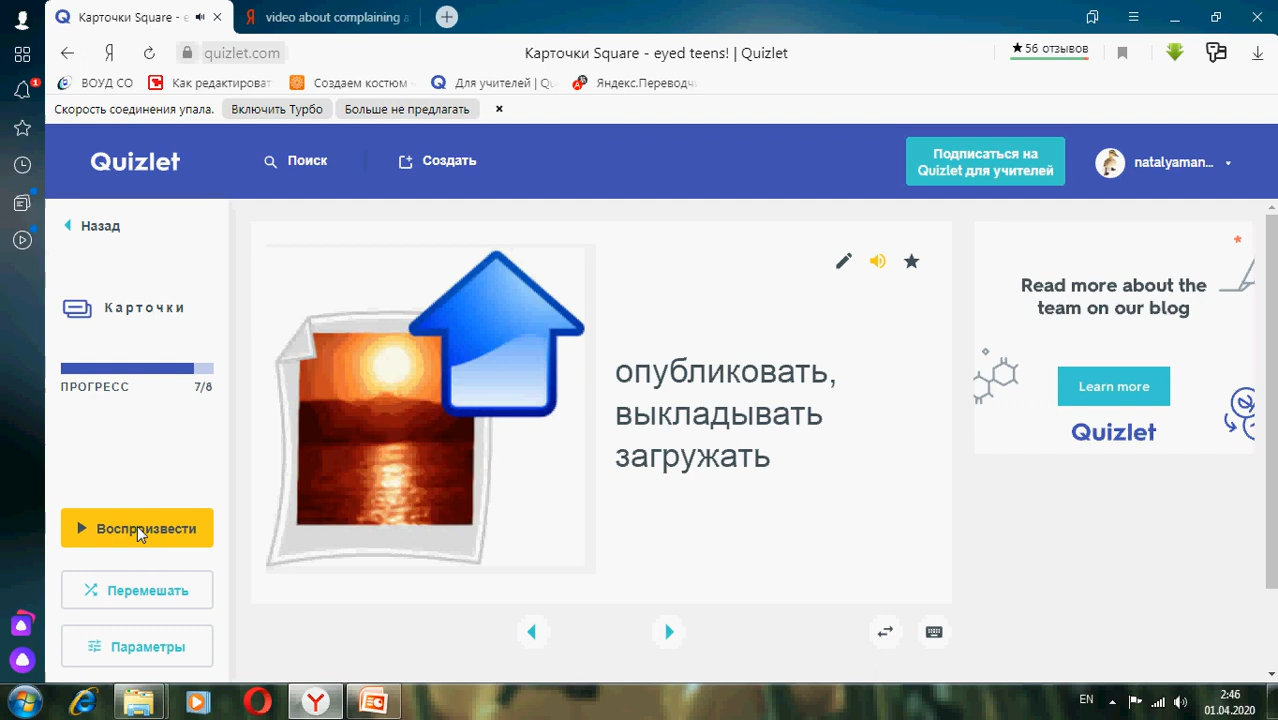 Карточки Square - e
video about complaining a
quizlet.com
Карточки Square - eyed teens! | Quizlet
★56 отзывов
1
ВОУД СО
Как редактироват
Создаем костюм
Для учителей | Qu
Яндекс.Переводч
Скорость соединения упала.
Включить Турбо
Больше не предлагать
Quizlet
Поиск
Создать
Подписаться на
Quizlet для учителей
natalyaman...
Назад
Карточки
ПРОГРЕСС 7/8
Воспроизвести
Перемешать
Параметры
опубликовать,
выкладывать
загружать
Read more about the
team on our blog
Learn more
Quizlet
EN
2:46
01.04.2020